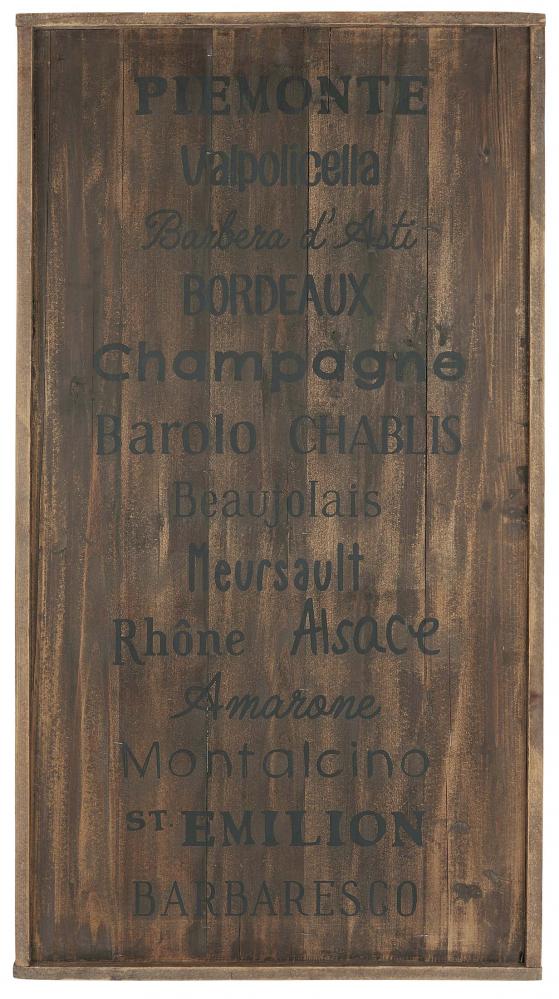 PIEMONTE
Valpolicella
Barbera d'Asti
BORDEAUX
Champagne
Barolo CHABLIS
Beaujolais
Meursault
Rhône Alsace
Amarone
Montalcino
ST. EMILION
BARBARESCO